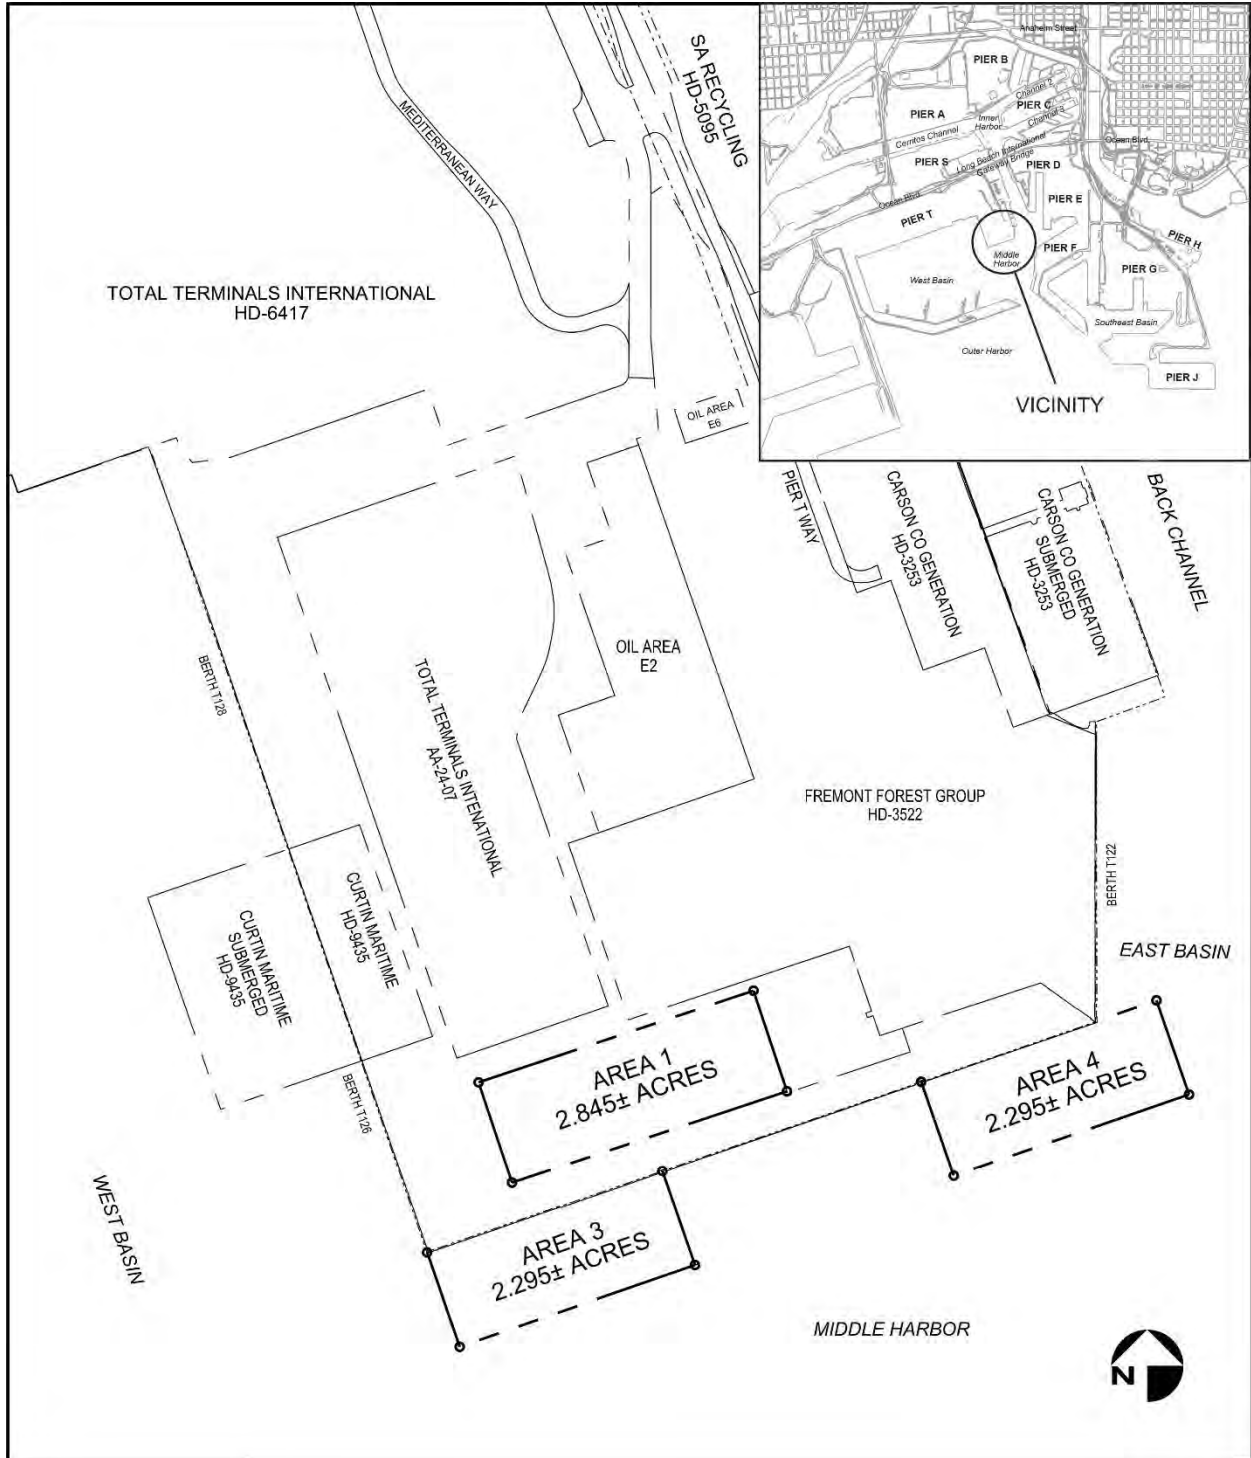 SA RECYCLING
HD-5095
MEDITERRANEAN WAY
TOTAL TERMINALS INTERNATIONAL
HD-6417
Anaheim Street
PIER B
Channel 2
PIER C
Channel 3
PIER A
Inner
Harbor
Cerritos Channel
PIER S
Long Beach International
Gateway Bridge
Ocean Blvd
PIER D
Ocean Blvd
PIER E
PIER T
PIER F
PIER H
Middle
Harbor
PIER G
West Basin
Southeast Basin
Outer Harbor
PIER J
VICINITY
OIL AREA
E6
PIER T WAY
CARSON CO GENERATION
HD-3253
CARSON CO GENERATION
SUBMERGED
HD-3253
BACK CHANNEL
BERTH T128
TOTAL TERMINALS INTENATIONAL
AA-24-07
OIL AREA
E2
FREMONT FOREST GROUP
HD-3522
BERTH T122
CURTIN MARITIME
SUBMERGED
HD-9435
CURTIN MARITIME
HD-9435
EAST BASIN
BERTH T126
AREA 1
2.845± ACRES
AREA 4
2.295± ACRES
WEST BASIN
AREA 3
2.295± ACRES
MIDDLE HARBOR
N